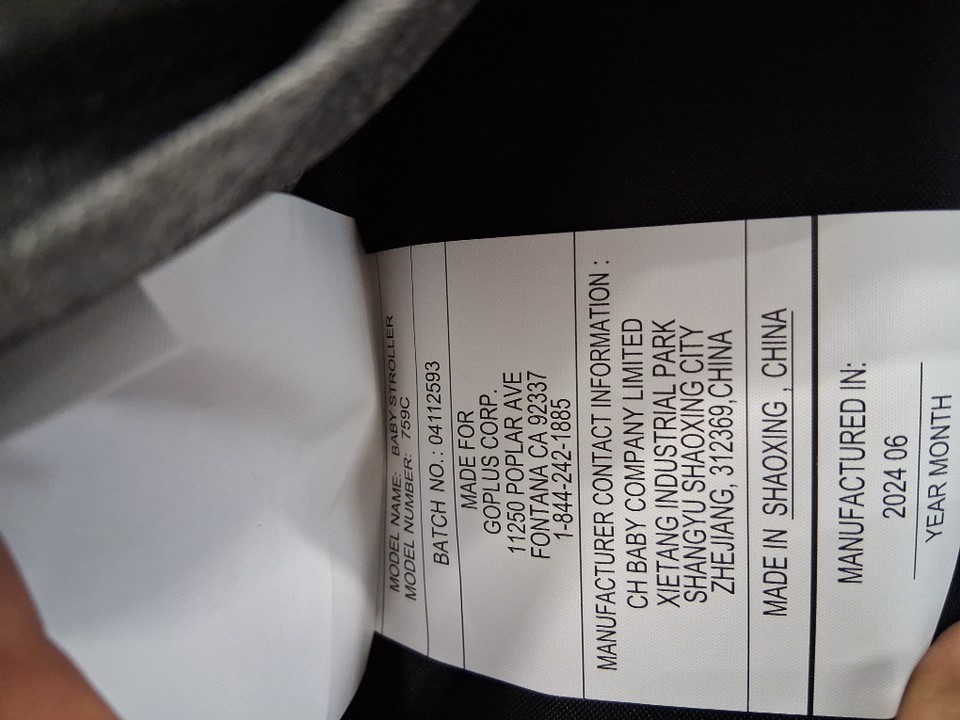 MODEL NAME: BABY STROLLER
MODEL NUMBER: 759C
BATCH NO.: 04112593
MADE FOR
GOPLUS CORP.
11250 POPLAR AVE
FONTANA CA 92337
1-844-242-1885
MANUFACTURER CONTACT INFORMATION :
CH BABY COMPANY LIMITED
XIETANG INDUSTRIAL PARK
SHANGYU SHAOXING CITY
ZHEJIANG, 312369,CHINA
MADE IN SHAOXING , CHINA
MANUFACTURED IN:
2024 06
YEAR MONTH